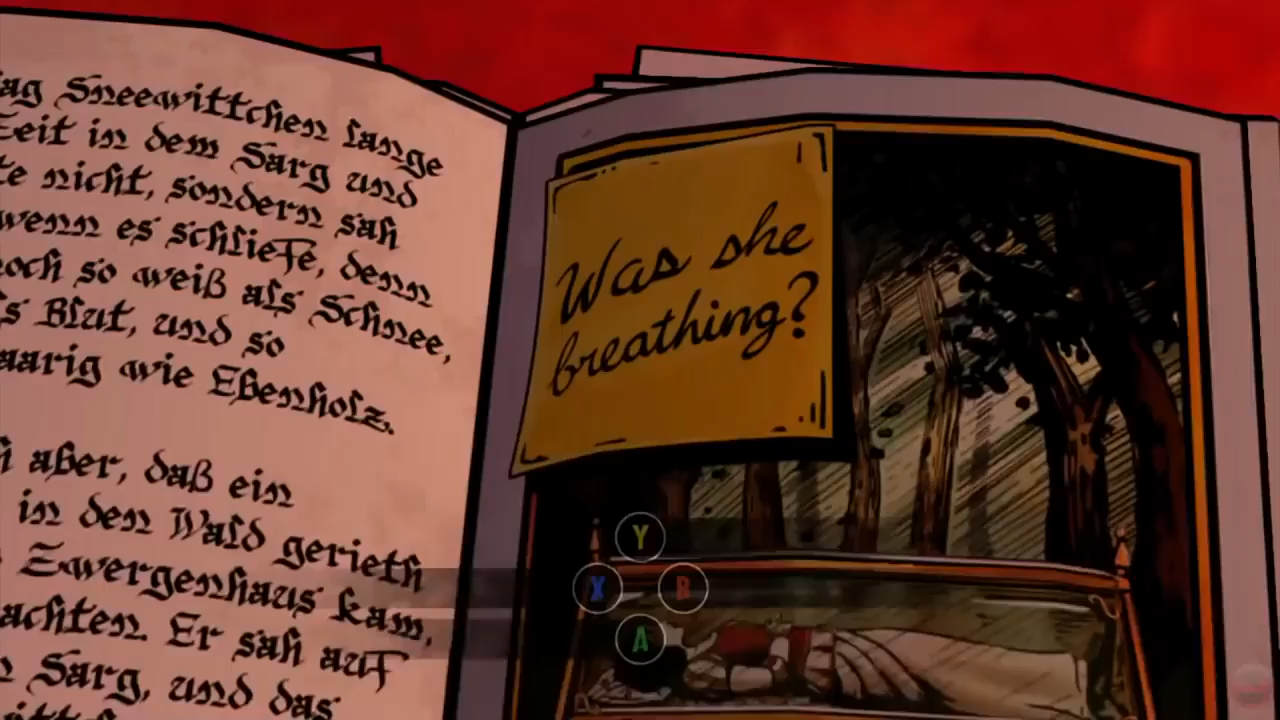 ag Sneewittchen lange
Zeit in dem Sarg und
te nicht, sondern sah
wenn es schliefe, denn
noch so weiß als Schnee,
ls Blut, und so
aarig wie Ebenholz.
h aber, daß ein
in den Wald gerieth
Zwergenhaus kam,
achten. Er sah auf
n Sarg, und das
Was she
breathing?
Y
X B
A